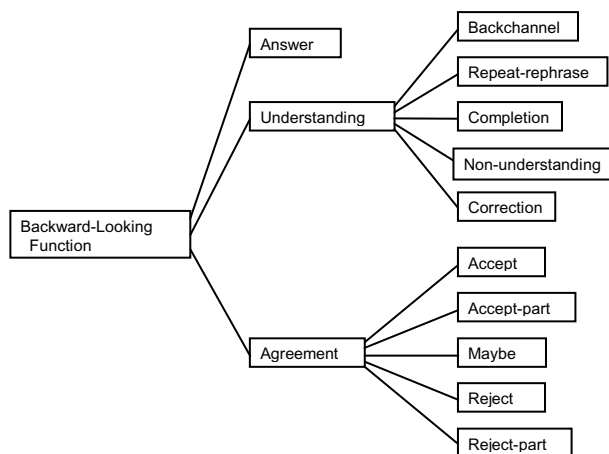 Backchannel
Answer
Repeat-rephrase
Understanding
Completion
Non-understanding
Correction
Backward-Looking
Function
Accept
Accept-part
Agreement
Maybe
Reject
Reject-part